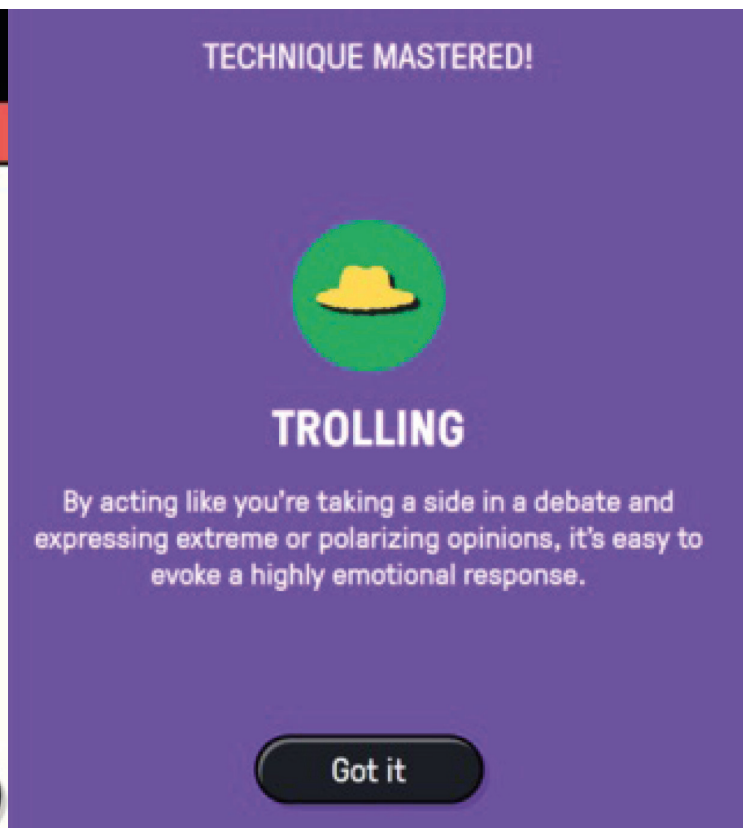 TECHNIQUE MASTERED!
TROLLING
By acting like you're taking a side in a debate and
expressing extreme or polarizing opinions, it's easy to
evoke a highly emotional response.
Got it